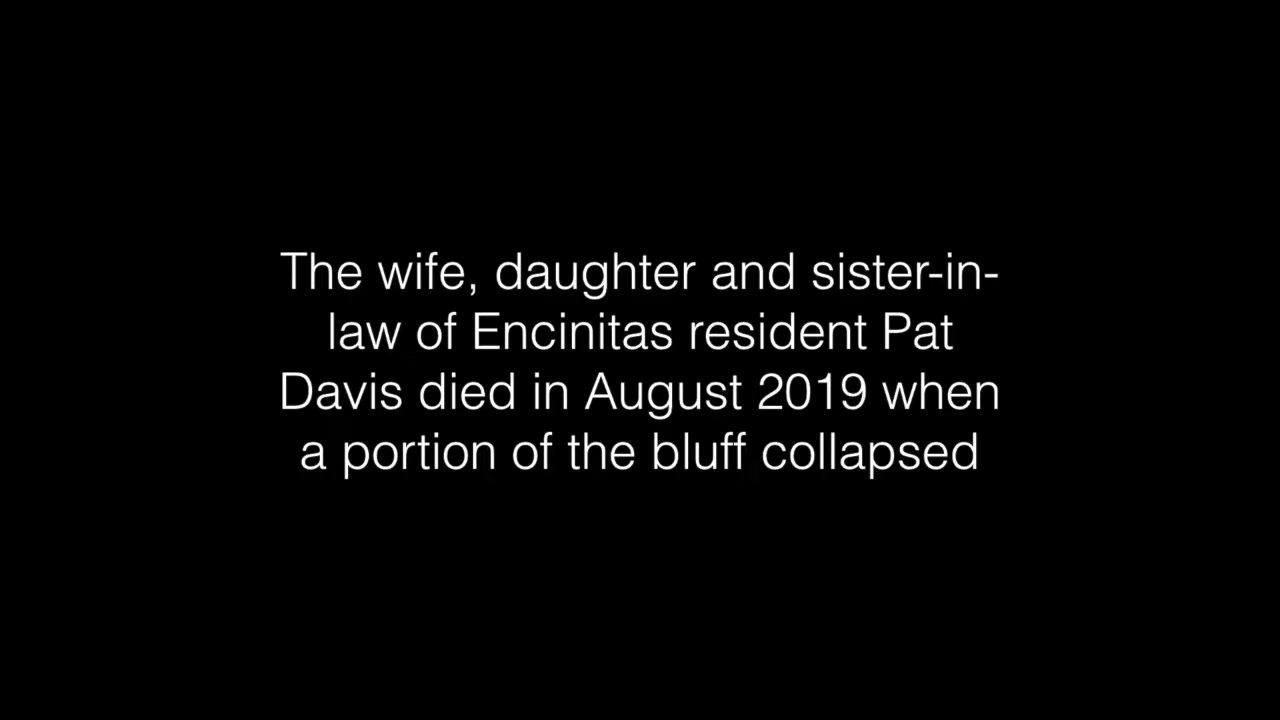 The wife, daughter and sister-in-
law of Encinitas resident Pat
Davis died in August 2019 when
a portion of the bluff collapsed